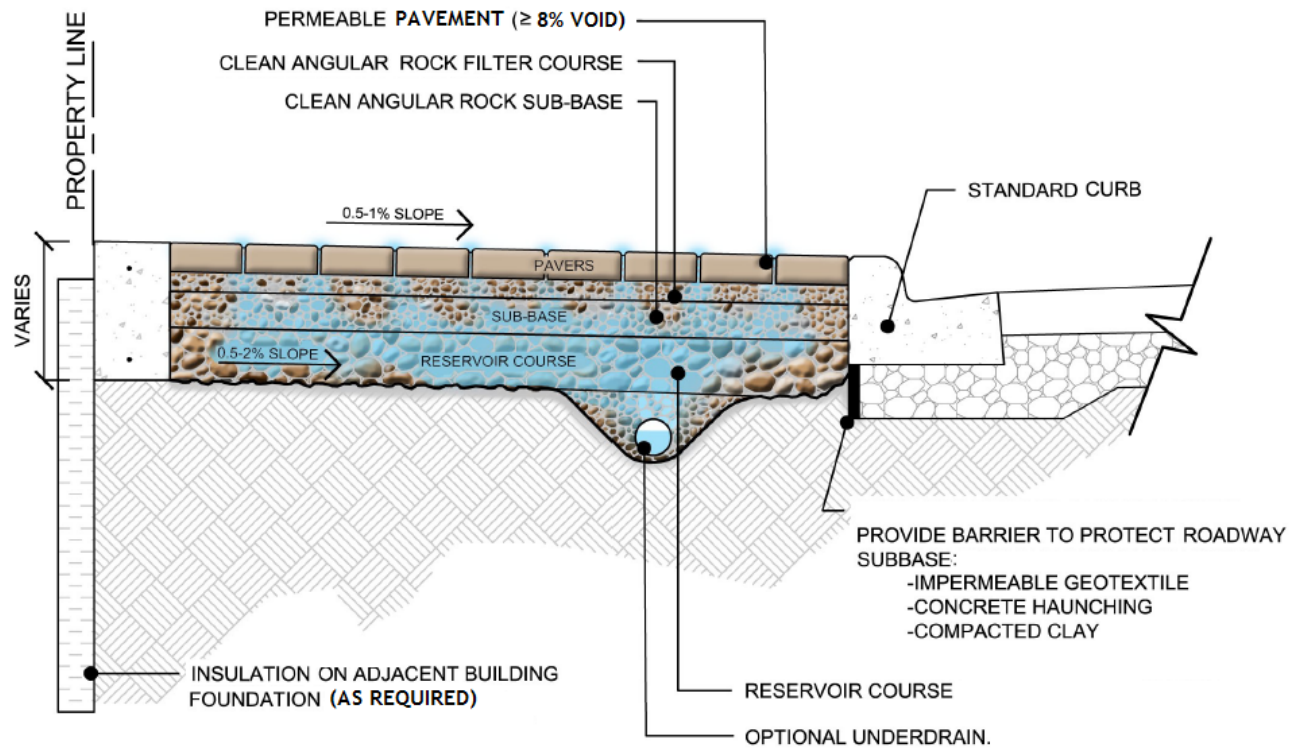 PERMEABLE PAVEMENT (≥ 8% VOID)
CLEAN ANGULAR ROCK FILTER COURSE
CLEAN ANGULAR ROCK SUB-BASE
PROPERTY LINE
STANDARD CURB
0.5-1% SLOPE
PAVERS
VARIES
SUB-BASE
0.5-2% SLOPE
RESERVOIR COURSE
PROVIDE BARRIER TO PROTECT ROADWAY
SUBBASE:
-IMPERMEABLE GEOTEXTILE
-CONCRETE HAUNCHING
-COMPACTED CLAY
INSULATION ON ADJACENT BUILDING
FOUNDATION (AS REQUIRED)
RESERVOIR COURSE
OPTIONAL UNDERDRAIN.